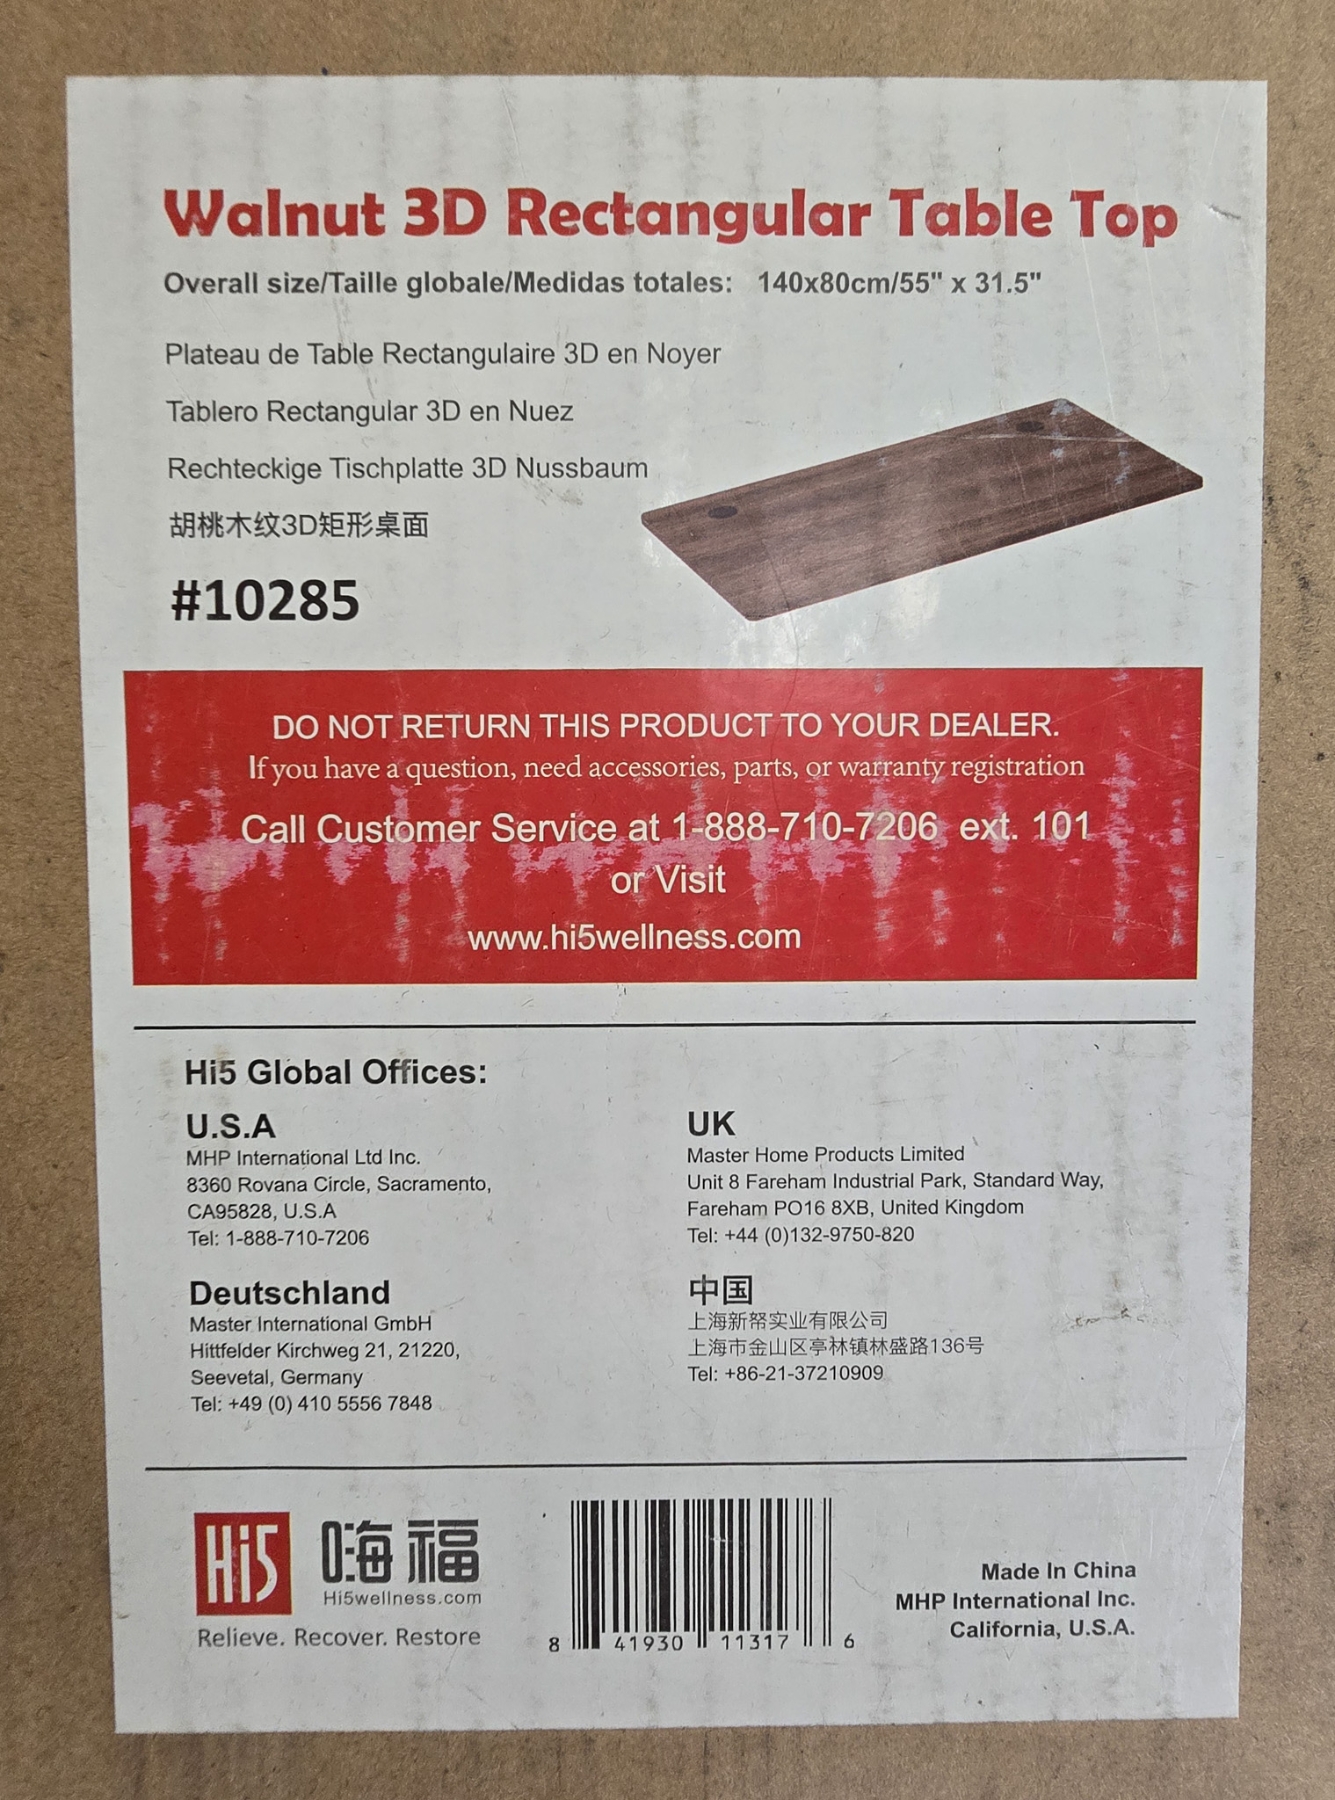 Walnut 3D Rectangular Table Top
Overall size/Taille globale/Medidas totales: 140x80cm/55" x 31.5"
Plateau de Table Rectangulaire 3D en Noyer
Tablero Rectangular 3D en Nuez
Rechteckige Tischplatte 3D Nussbaum
胡桃木纹3D矩形桌面
#10285
DO NOT RETURN THIS PRODUCT TO YOUR DEALER.
If you have a question, need accessories, parts, or warranty registration
Call Customer Service at 1-888-710-7206 ext. 101
or Visit
www.hi5wellness.com
Hi5 Global Offices:
U.S.A
MHP International Ltd Inc.
8360 Rovana Circle, Sacramento,
CA95828, U.S.A
Tel: 1-888-710-7206
UK
Master Home Products Limited
Unit 8 Fareham Industrial Park, Standard Way,
Fareham PO16 8XB, United Kingdom
Tel: +44 (0)132-9750-820
Deutschland
Master International GmbH
Hittfelder Kirchweg 21, 21220,
Seevetal, Germany
Tel: +49 (0) 410 5556 7848
中国
上海新帑实业有限公司
上海市金山区亭林镇林盛路136号
Tel: +86-21-37210909
Hi5 嗨福
Hi5wellness.com
Relieve. Recover. Restore
8 41930 11317 6
Made In China
MHP International Inc.
California, U.S.A.